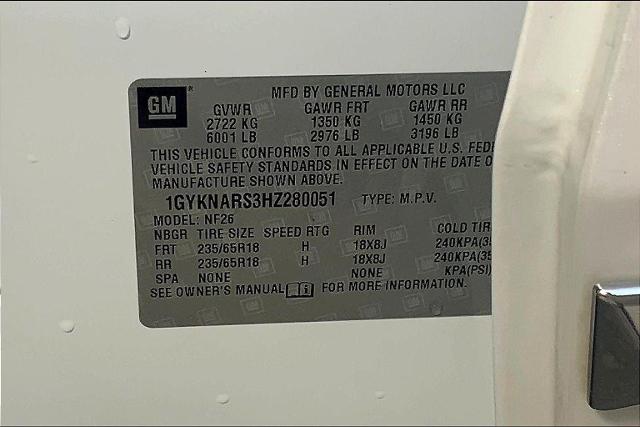 GM
MFD BY GENERAL MOTORS LLC
GVWR GAWR FRT GAWR RR
2722 KG 1350 KG 1450 KG
6001 LB 2976 LB 3196 LB
THIS VEHICLE CONFORMS TO ALL APPLICABLE U.S. FEDE
VEHICLE SAFETY STANDARDS IN EFFECT ON THE DATE O
MANUFACTURE SHOWN ABOVE.
1GYKNARS3HZ280051 TYPE: M.P.V.
MODEL: NF26
NBGR TIRE SIZE SPEED RTG RIM COLD TIR
FRT 235/65R18 H 18X8J 240KPA(35
RR 235/65R18 H 18X8J 240KPA(35
SPA NONE NONE KPA(PSI)
SEE OWNER'S MANUAL FOR MORE INFORMATION.